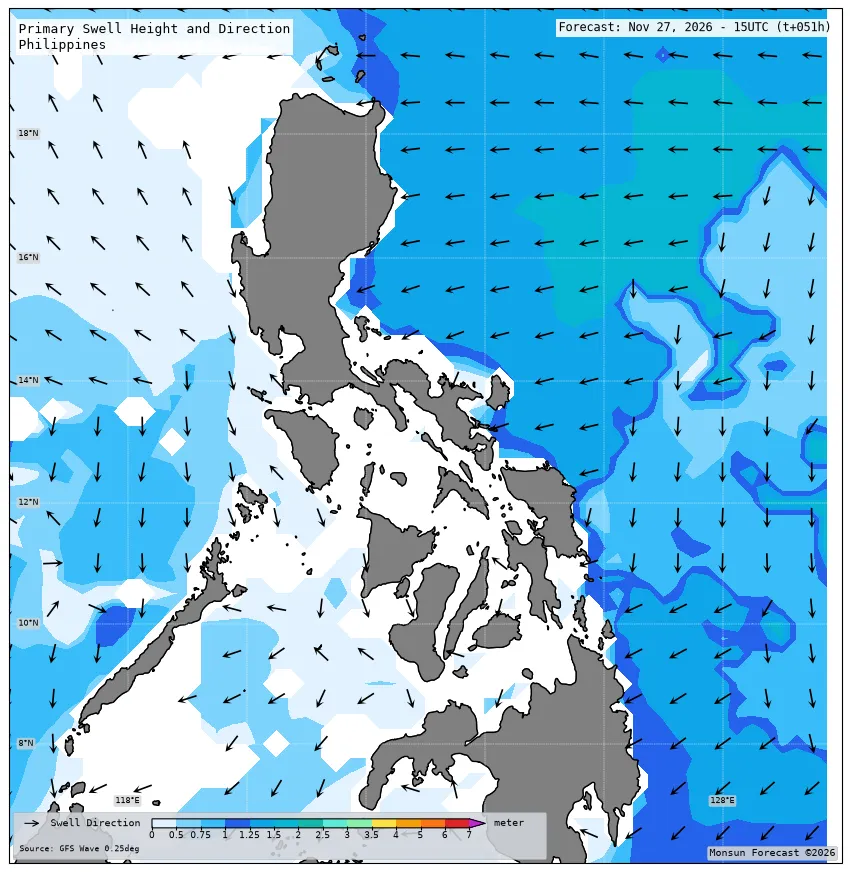 Primary Swell Height and Direction
Philippines
Forecast: Nov 27, 2026 - 15UTC (t+051h)
18°N
16°N
14°N
12°N
10°N
8°N
118°E
128°E
Swell Direction
0 0.5 0.75 1 1.25 1.5 2 2.5 3 3.5 4 5 6 7
meter
Source: GFS Wave 0.25deg
Monsun Forecast ©2026